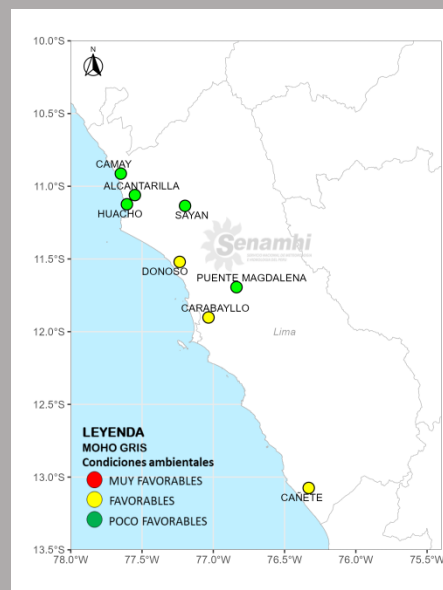 10.0°S
N
10.5°S
CAMAY
11.0°S
ALCANTARILLA
HUACHO
SAYAN
Senamhi
11.5°S
DONOSO
PUENTE MAGDALENA
CARABAYLLO
12.0°S
Lima
12.5°S
LEYENDA
MOHO GRIS
Condiciones ambientales
MUY FAVORABLES
FAVORABLES
POCO FAVORABLES
13.0°S
CAÑETE
13.5°S
78.0°W 77.5°W 77.0°W 76.5°W 76.0°W 75.5°W